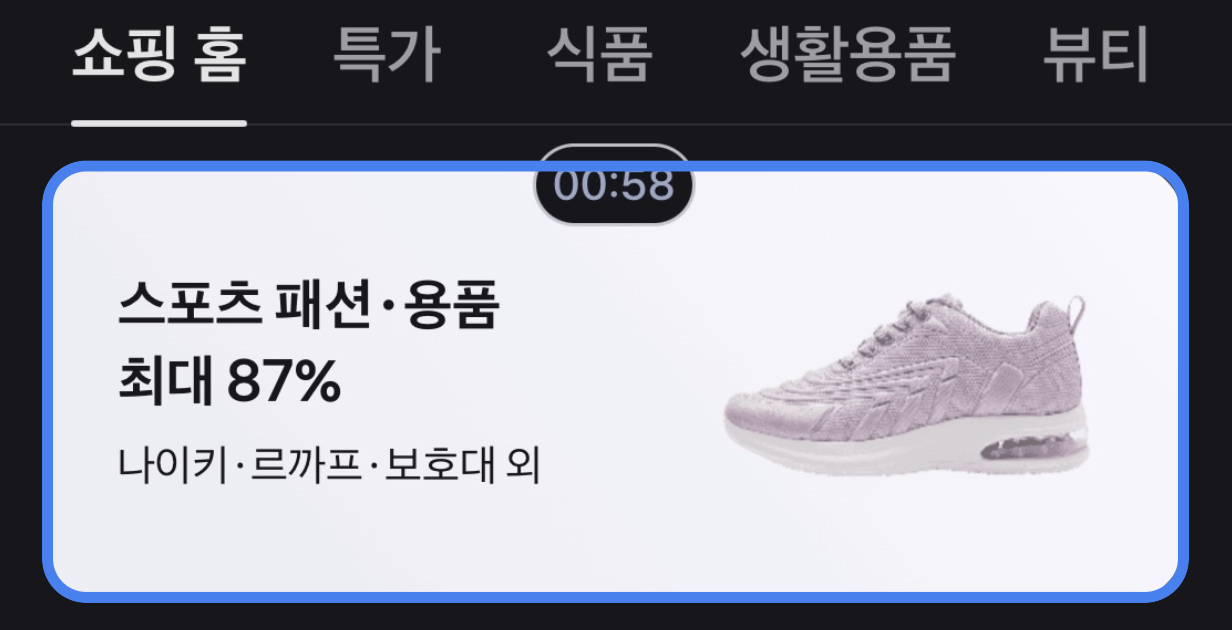 쇼핑 홈 특가 식품 생활용품 뷰티
00:58
스포츠 패션·용품
최대 87%
나이키·르까프·보호대 외